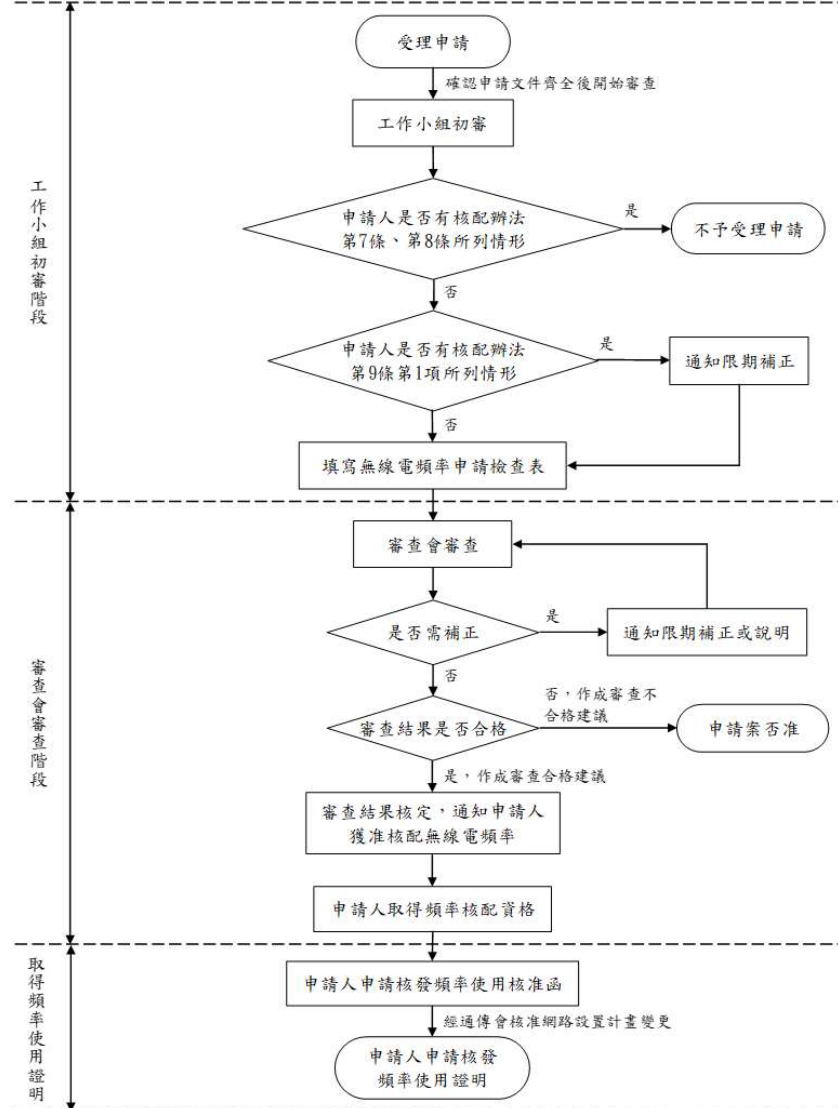 受理申請
確認申請文件齊全後開始審查
工作小組初審
申請人是否有核配辦法
第7條、第8條所列情形
是
不予受理申請
否
申請人是否有核配辦法
第9條第1項所列情形
是
通知限期補正
否
填寫無線電頻率申請檢查表
工作小組初審階段
審查會審查
是否需補正
是
通知限期補正或說明
否
審查結果是否合格
否，作成審查不
合格建議
申請案否准
是，作成審查合格建議
審查結果核定，通知申請人
獲准核配無線電頻率
申請人取得頻率核配資格
審查會審查階段
申請人申請核發頻率使用核准函
經通傳會核准網路設置計畫變更
申請人申請核發
頻率使用證明
取得頻率使用證明